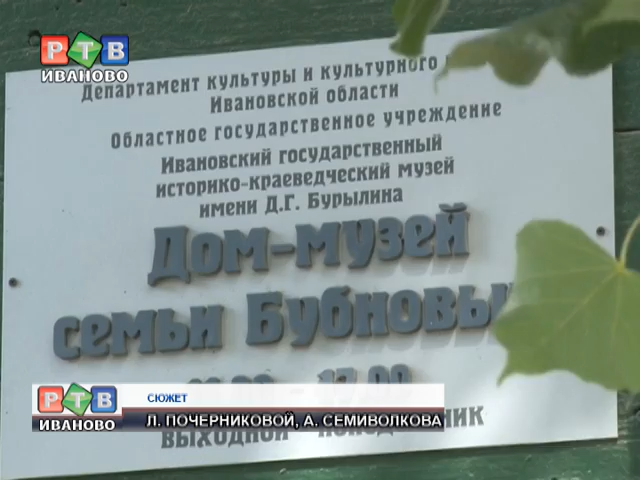 РТВ
ИВАНОВО
Департамент культуры и культурного
Ивановской области
Областное государственное учреждение
Ивановский государственный
историко-краеведческий музей
имени Д.Г. Бурылина
Дом-музей
семьи Бубновы
РТВ
ИВАНОВО
СЮЖЕТ
Л. ПОЧЕРНИКОВОЙ, А. СЕМИВОЛКОВА
выходной